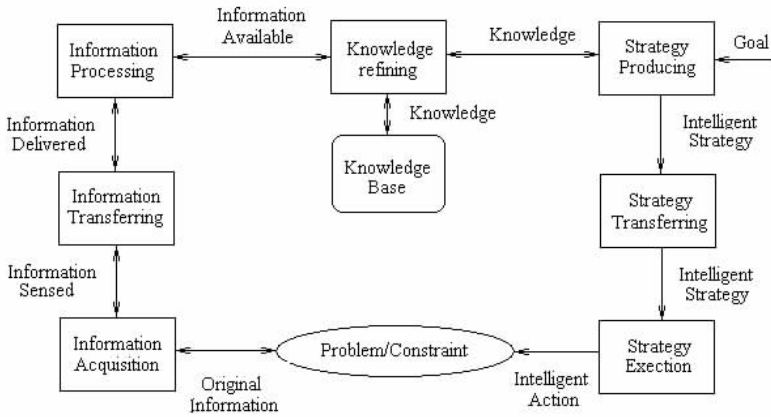 Information
Available
Information
Processing
Knowledge
refining
Knowledge
Strategy
Producing
Goal
Information
Delivered
Knowledge
Intelligent
Strategy
Knowledge
Base
Information
Transferring
Strategy
Transferring
Information
Sensed
Intelligent
Strategy
Information
Acquisition
Problem/Constraint
Strategy
Exection
Original
Information
Intelligent
Action